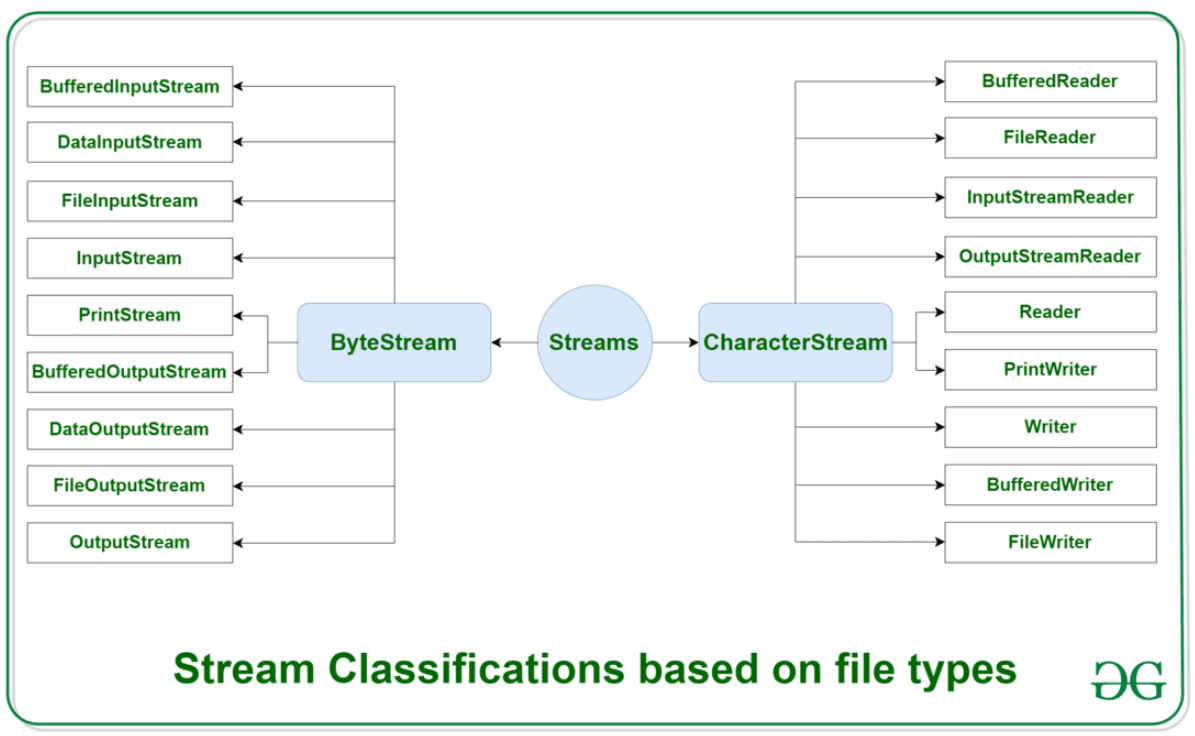 BufferedInputStream
DataInputStream
FileInputStream
InputStream
PrintStream
BufferedOutputStream
DataOutputStream
FileOutputStream
OutputStream
ByteStream
Streams
CharacterStream
BufferedReader
FileReader
InputStreamReader
OutputStreamReader
Reader
PrintWriter
Writer
BufferedWriter
FileWriter
Stream Classifications based on file types